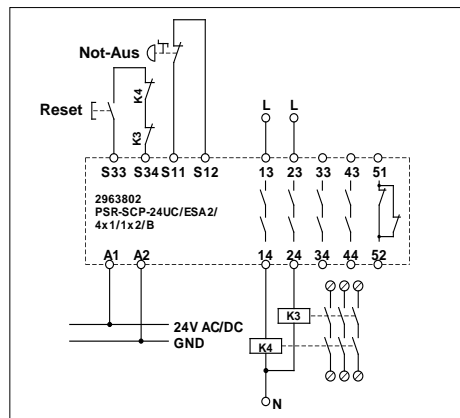 Not-Aus
K4
Reset
K3
L L
S33 S34 S11 S12 13 23 33 43 51
2963802
PSR-SCP-24UC/ESA2/
4x1/1x2/B
A1 A2 14 24 34 44 52
K3
24V AC/DC
GND
K4
N